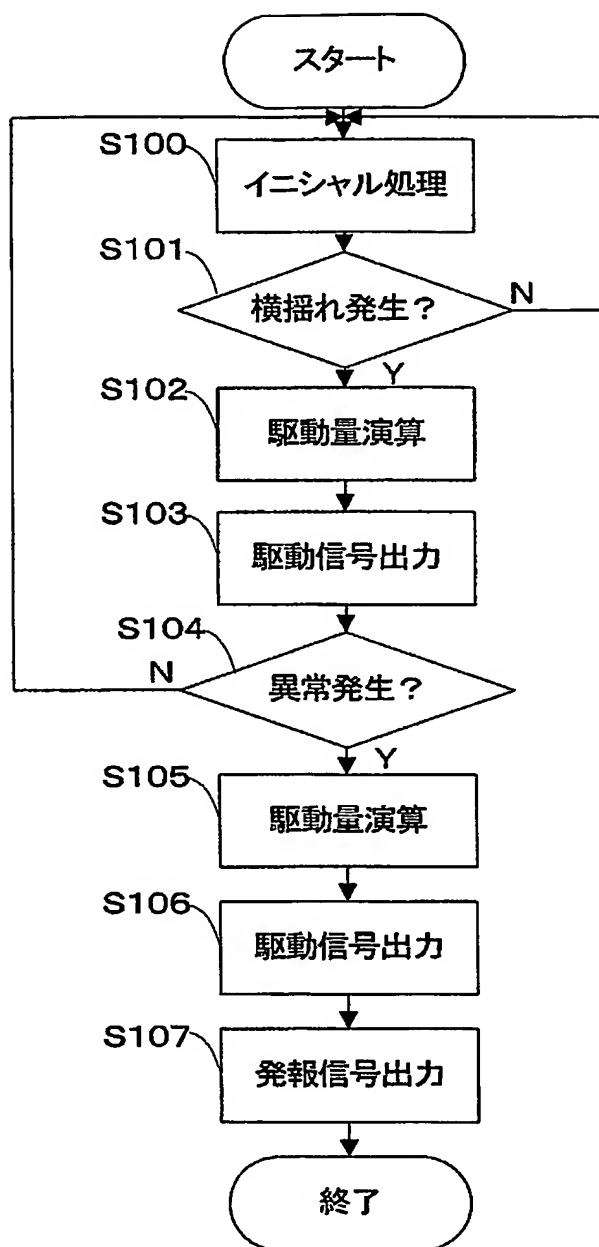 スタート
S100
イニシャル処理
S101
横揺れ発生?
N
Y
S102
駆動量演算
S103
駆動信号出力
S104
N
異常発生?
Y
S105
駆動量演算
S106
駆動信号出力
S107
発報信号出力
終了